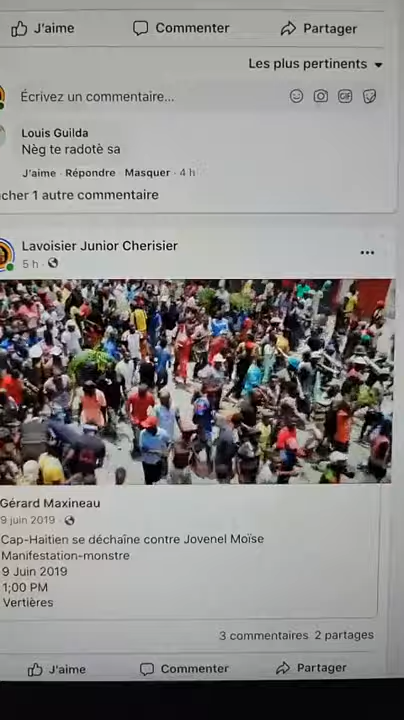 J'aime Commenter Partager
Les plus pertinents
Écrivez un commentaire...
GIF
Louis Guilda
Nèg te radotè sa
J'aime · Répondre · Masquer · 4 h
cher 1 autre commentaire
Lavoisier Junior Cherisier
5 h ·
Gérard Maxineau
9 juin 2019 ·
Cap-Haitien se déchaîne contre Jovenel Moïse
Manifestation-monstre
9 Juin 2019
1;00 PM
Vertières
3 commentaires 2 partages
J'aime Commenter Partager